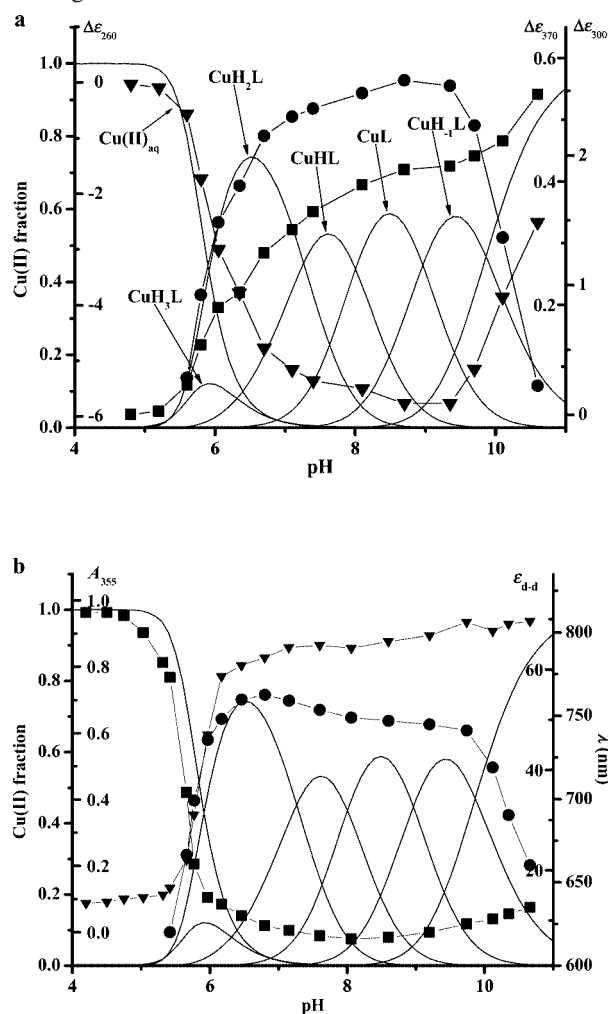 a
Δε260
Δε370
Δε300
1.0
0.8
0.6
0.4
0.2
0.0
Cu(II) fraction
0
-2
-4
-6
0.6
0.4
0.2
2
1
0
CuH2L
Cu(II)aq
CuHL
CuL
CuH-1L
CuH3L
4
6
8
10
pH
b
A355
εd-d
1.0
0.8
0.6
0.4
0.2
0.0
Cu(II) fraction
1.0
0.8
0.6
0.4
0.2
0.0
60
40
20
800
750
700
650
600
λ (nm)
4
6
8
10
pH